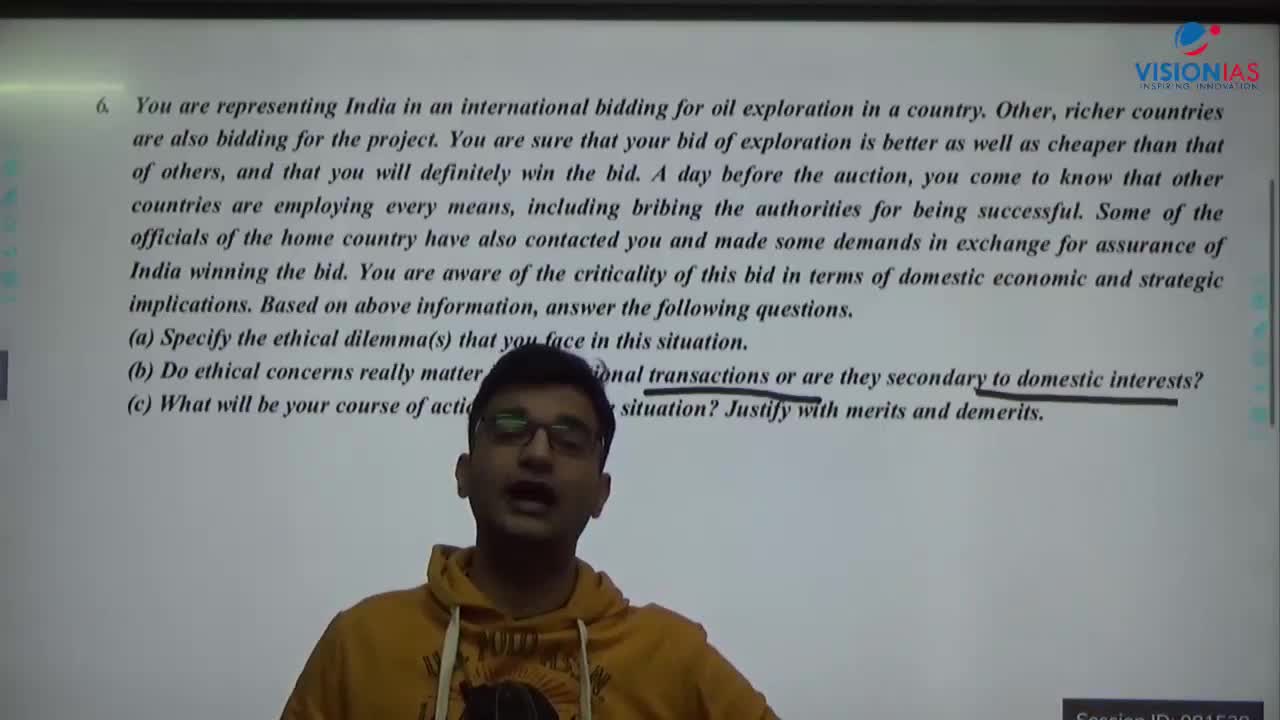 VISIONIAS
INSPIRING INNOVATION
6. You are representing India in an international bidding for oil exploration in a country. Other, richer countries
are also bidding for the project. You are sure that your bid of exploration is better as well as cheaper than that
of others, and that you will definitely win the bid. A day before the auction, you come to know that other
countries are employing every means, including bribing the authorities for being successful. Some of the
officials of the home country have also contacted you and made some demands in exchange for assurance of
India winning the bid. You are aware of the criticality of this bid in terms of domestic economic and strategic
implications. Based on above information, answer the following questions.
(a) Specify the ethical dilemma(s) that you face in this situation.
(b) Do ethical concerns really matter transactions or are they secondary to domestic interests?
(c) What will be your course of situation? Justify with merits and demerits.
POLO